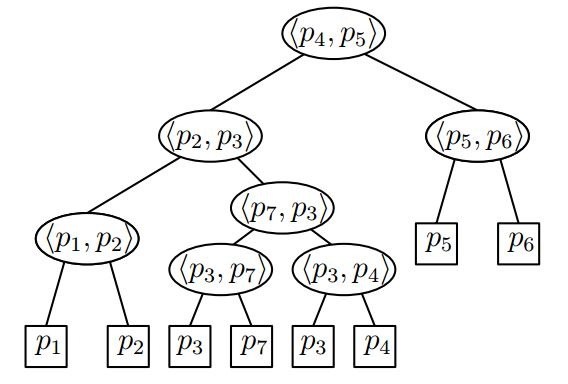 ⟨p₄, p₅⟩
⟨p₂, p₃⟩ ⟨p₅, p₆⟩
⟨p₁, p₂⟩ ⟨p₇, p₃⟩ p₅ p₆
⟨p₃, p₇⟩ ⟨p₃, p₄⟩
p₁ p₂ p₃ p₇ p₃ p₄